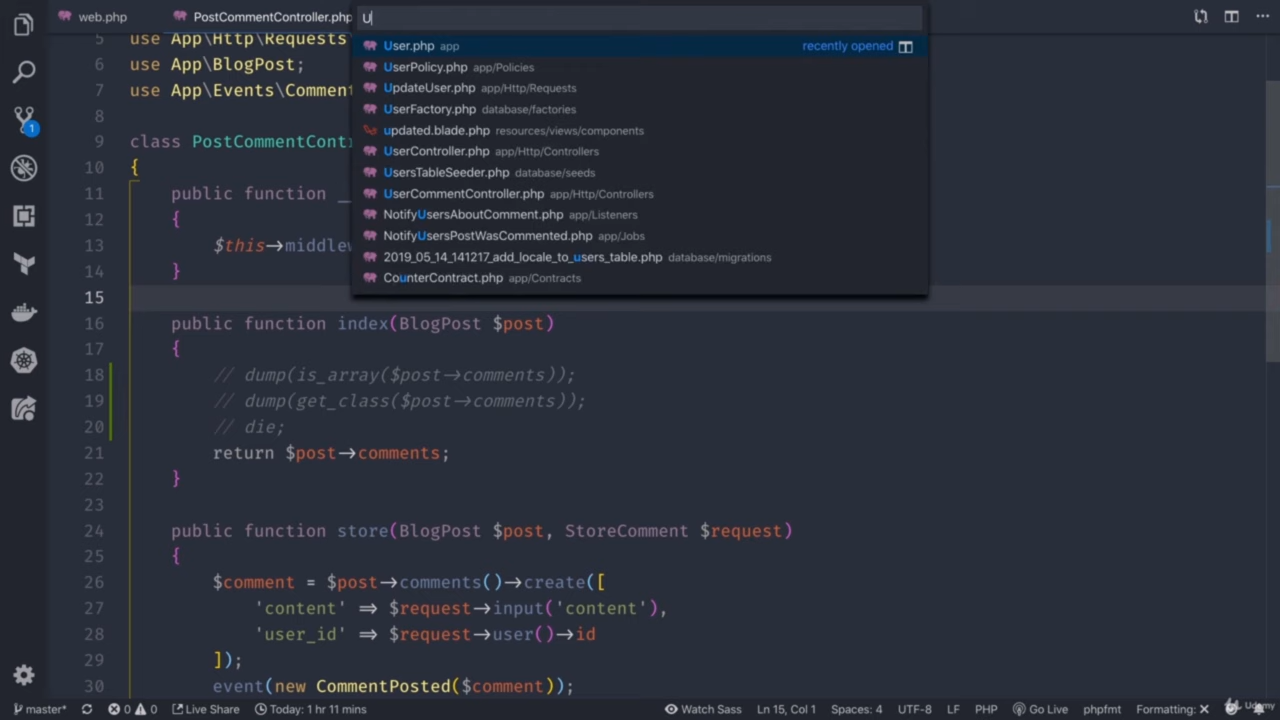 web.php
PostCommentController.php
U
User.php app recently opened
UserPolicy.php app/Policies
UpdateUser.php app/Http/Requests
UserFactory.php database/factories
updated.blade.php resources/views/components
UserController.php app/Http/Controllers
UsersTableSeeder.php database/seeds
UserCommentController.php app/Http/Controllers
NotifyUsersAboutComment.php app/Listeners
NotifyUsersPostWasCommented.php app/Jobs
2019_05_14_141217_add_locale_to_users_table.php database/migrations
CounterContract.php app/Contracts
5 use App\Http\Requests
6 use App\BlogPost;
7 use App\Events\Comment
8
9 class PostCommentContr
10 {
11 public function _
12 {
13 $this→middlew
14 }
15
16 public function index(BlogPost $post)
17 {
18 // dump(is_array($post→comments));
19 // dump(get_class($post→comments));
20 // die;
21 return $post→comments;
22 }
23
24 public function store(BlogPost $post, StoreComment $request)
25 {
26 $comment = $post→comments()→create([
27 'content' ⇒ $request→input('content'),
28 'user_id' ⇒ $request→user()→id
29 ]);
30 event(new CommentPosted($comment));
1
master* 0 0 Live Share Today: 1 hr 11 mins Watch Sass Ln 15, Col 1 Spaces: 4 UTF-8 LF PHP Go Live phpfmt Formatting: ✕
Udemy